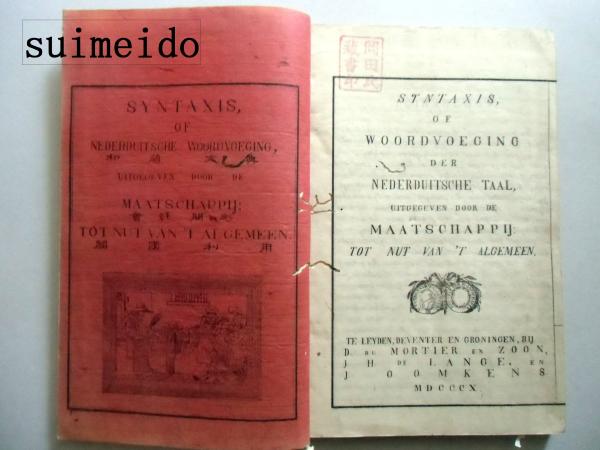 suimeido
SYNTAXIS,
OF
NEDERDUITSCHE WOORDVOEGING,
UITGEGEVEN DOOR DE
MAATSCHAPPIJ:
TOT NUT VAN 'T ALGEMEEN.
SYNTAXIS,
OF
WOORDVOEGING
DER
NEDERDUITSCHE TAAL,
UITGEGEVEN DOOR DE
MAATSCHAPPIJ:
TOT NUT VAN 'T ALGEMEEN.
TE LEYDEN, DEVENTER EN GRONINGEN, BIJ
D. DU MORTIER EN ZOON,
J H DE LANGE, EN
J OOMKENS
MDCCCX